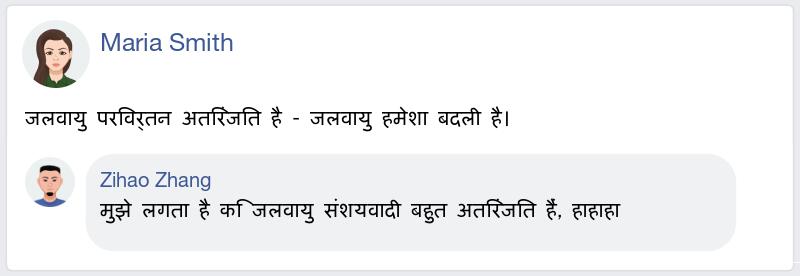 Maria Smith
जलवायु परिवर्तन अतिरंजित है - जलवायु हमेशा बदली है।
Zihao Zhang
मुझे लगता है कि जलवायु संशयवादी बहुत अतिरंजित हैं, हाहाहा